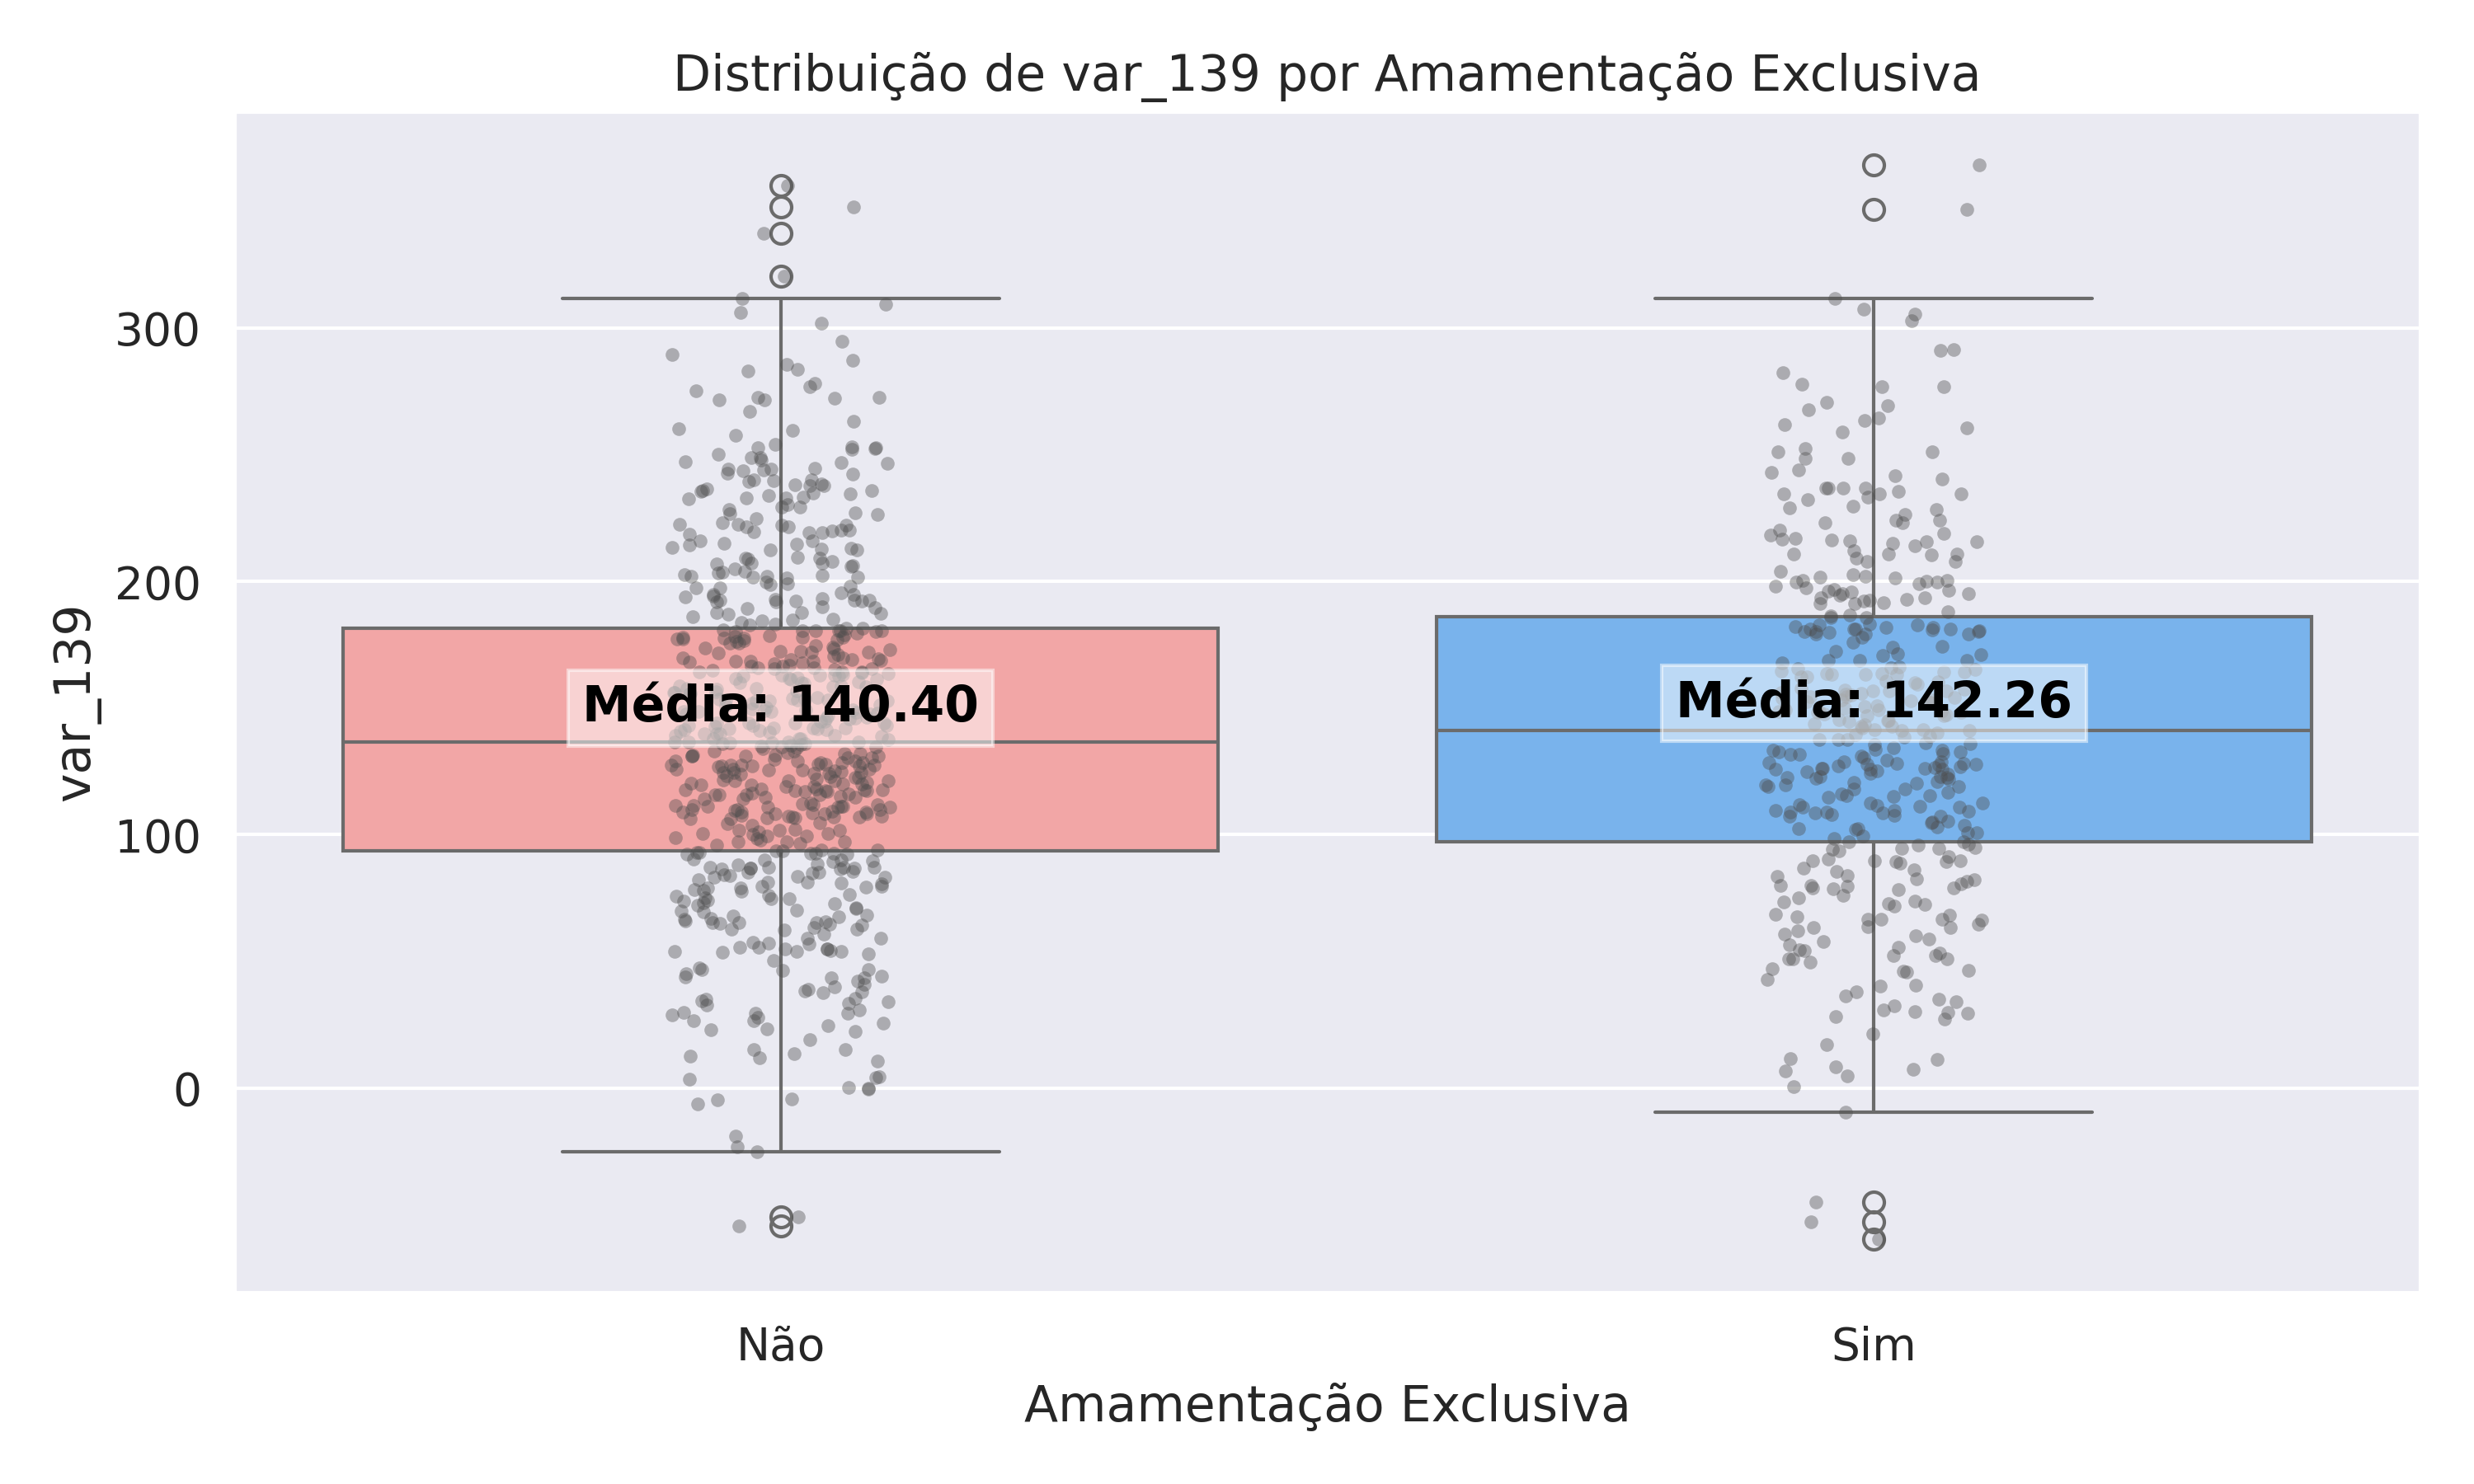 Distribuição de var_139 por Amamentação Exclusiva
var_139
300
200
100
0
Média: 140.40
Média: 142.26
Não
Sim
Amamentação Exclusiva